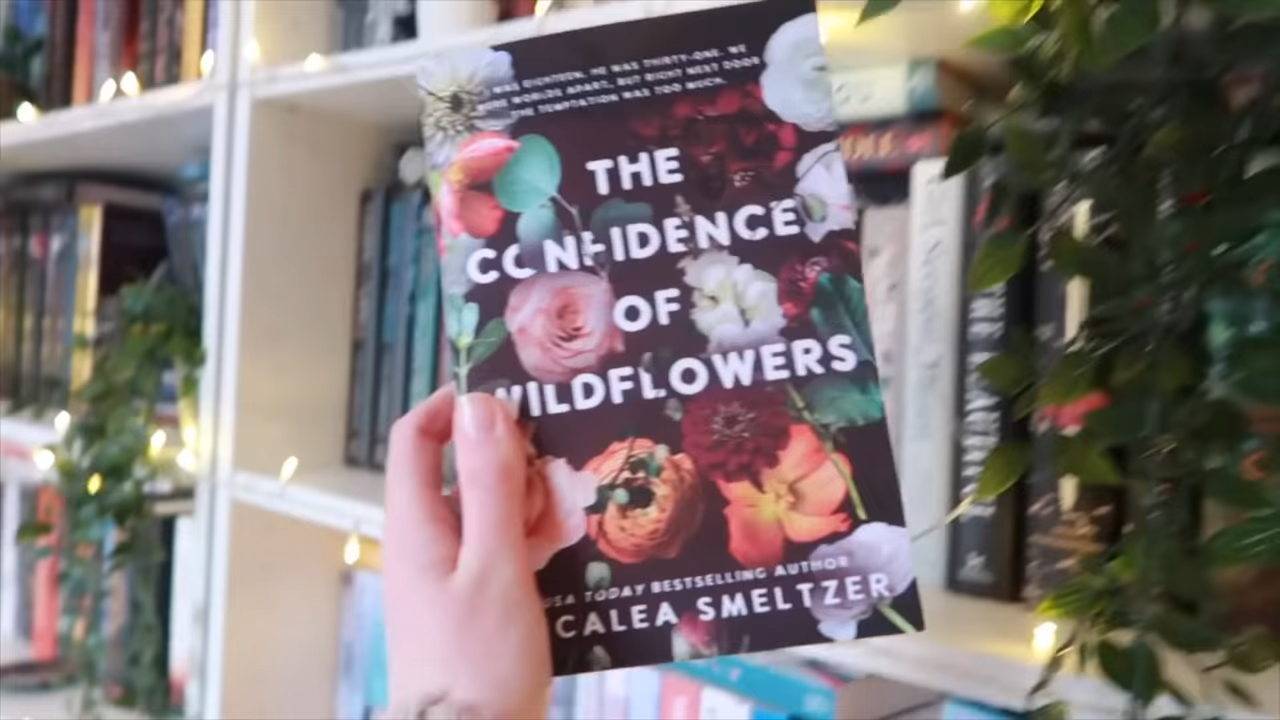 WAS EIGHTEEN. HE WAS THIRTY-ONE. WE
WERE WORLDS APART, BUT RIGHT NEXT DOOR
THE TEMPTATION WAS TOO MUCH.
THE
CONFIDENCE
OF
WILDFLOWERS
USA TODAY BESTSELLING AUTHOR
CALEA SMELTZER